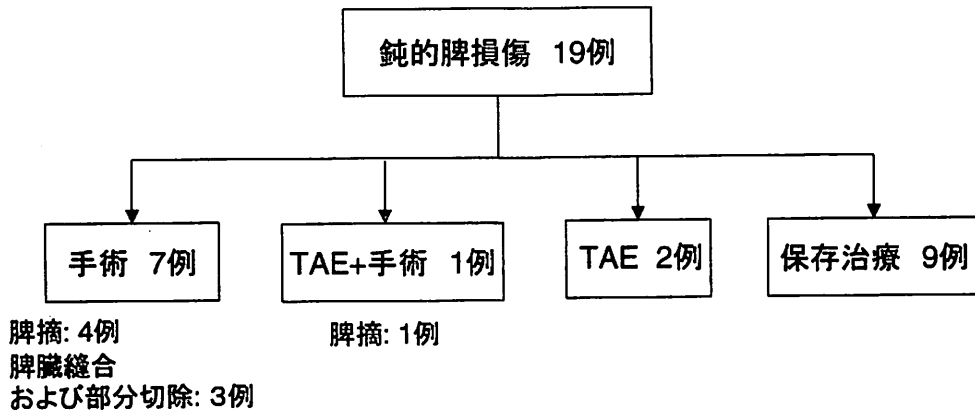 鈍的脾損傷 19例
手術 7例
TAE+手術 1例
TAE 2例
保存治療 9例
脾摘: 4例
脾臓縫合
および部分切除: 3例
脾摘: 1例